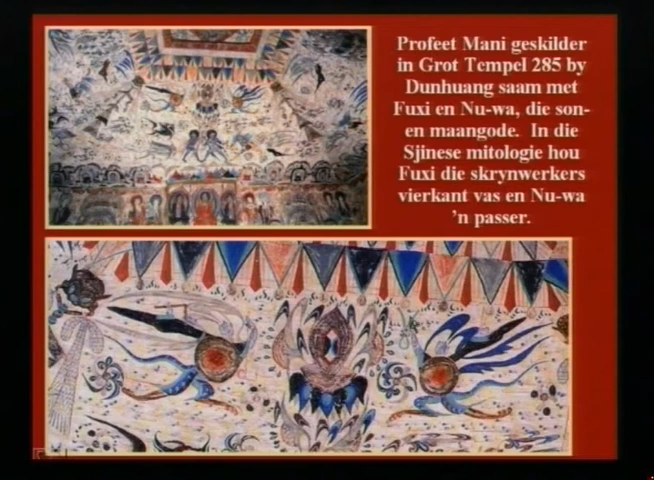 Profeet Mani geskilder
in Grot Tempel 285 by
Dunhuang saam met
Fuxi en Nu-wa, die son-
en maangode. In die
Sjinese mitologie hou
Fuxi die skrynwerkers
vierkant vas en Nu-wa
’n passer.